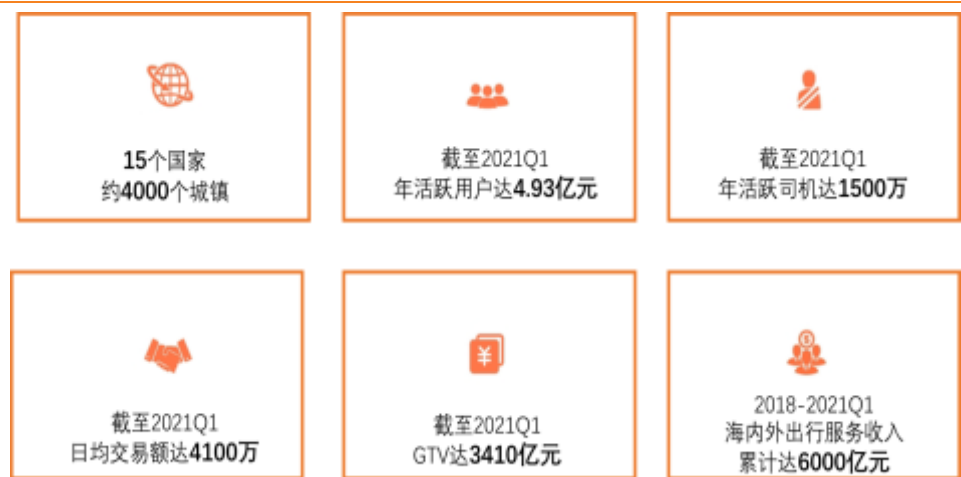 15个国家
约4000个城镇
截至2021Q1
年活跃用户达4.93亿元
截至2021Q1
年活跃司机达1500万
截至2021Q1
日均交易额达4100万
截至2021Q1
GTV达3410亿元
2018-2021Q1
海内外出行服务收入
累计达6000亿元